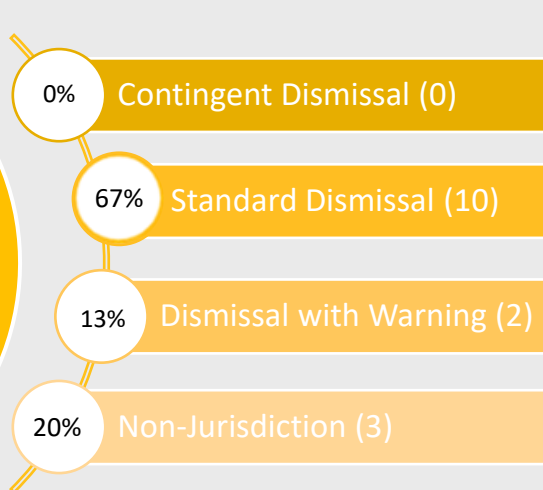 0% Contingent Dismissal (0)
67% Standard Dismissal (10)
13% Dismissal with Warning (2)
20% Non-Jurisdiction (3)